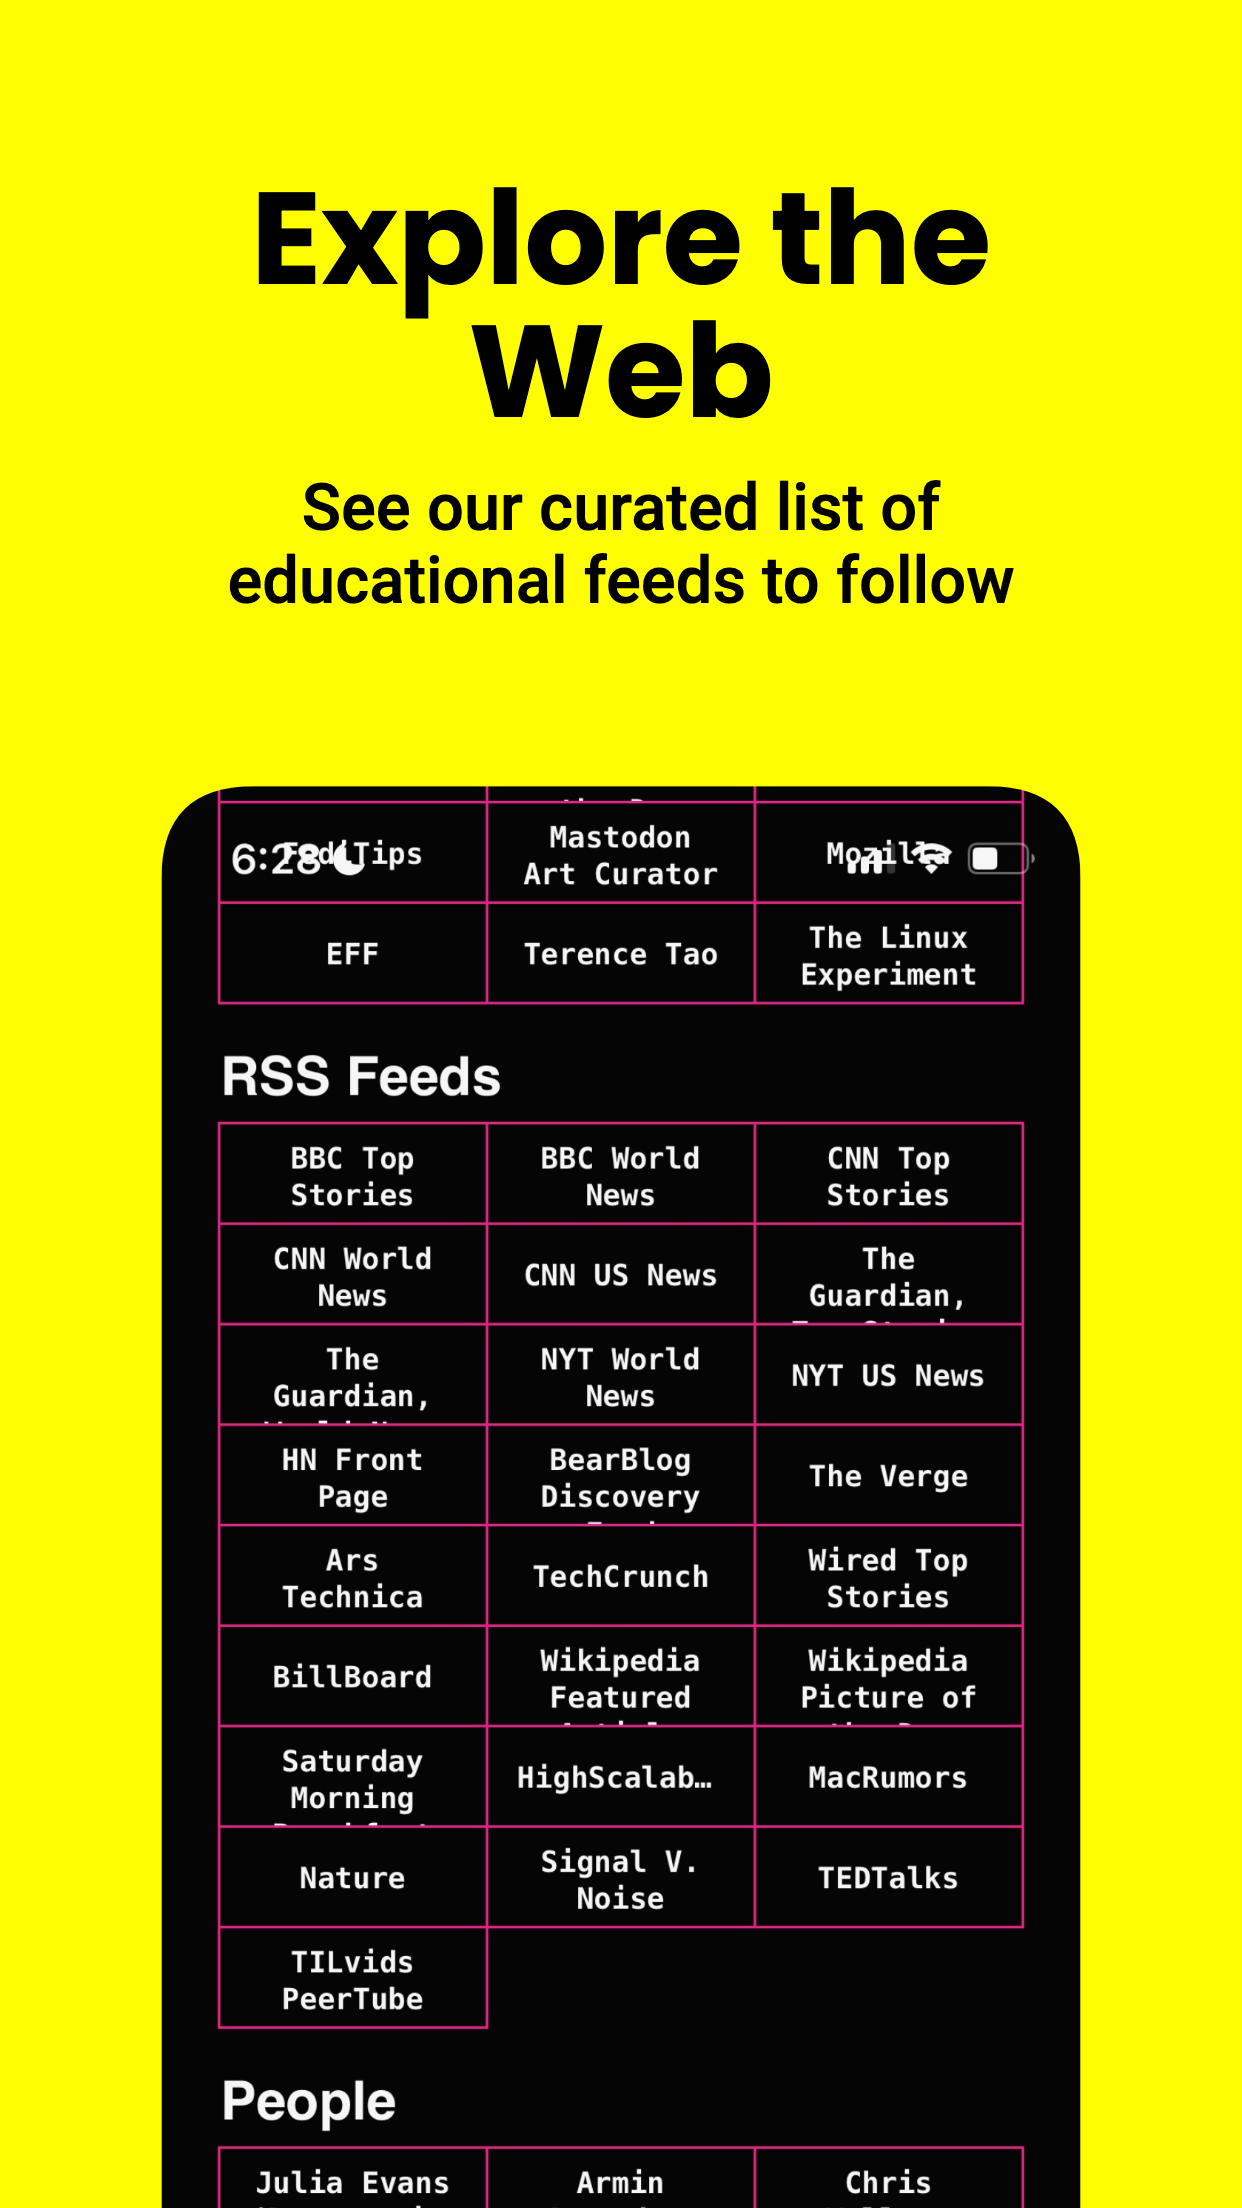 Explore the
Web
See our curated list of
educational feeds to follow
6:28
FediTips
Mastodon
Art Curator
Mozilla
EFF
Terence Tao
The Linux
Experiment
RSS Feeds
BBC Top
Stories
BBC World
News
CNN Top
Stories
CNN World
News
CNN US News
The
Guardian,
The
Guardian,
NYT World
News
NYT US News
HN Front
Page
BearBlog
Discovery
The Verge
Ars
Technica
TechCrunch
Wired Top
Stories
BillBoard
Wikipedia
Featured
Wikipedia
Picture of
Saturday
Morning
HighScalab…
MacRumors
Nature
Signal V.
Noise
TEDTalks
TILvids
PeerTube
People
Julia Evans
Armin
Chris